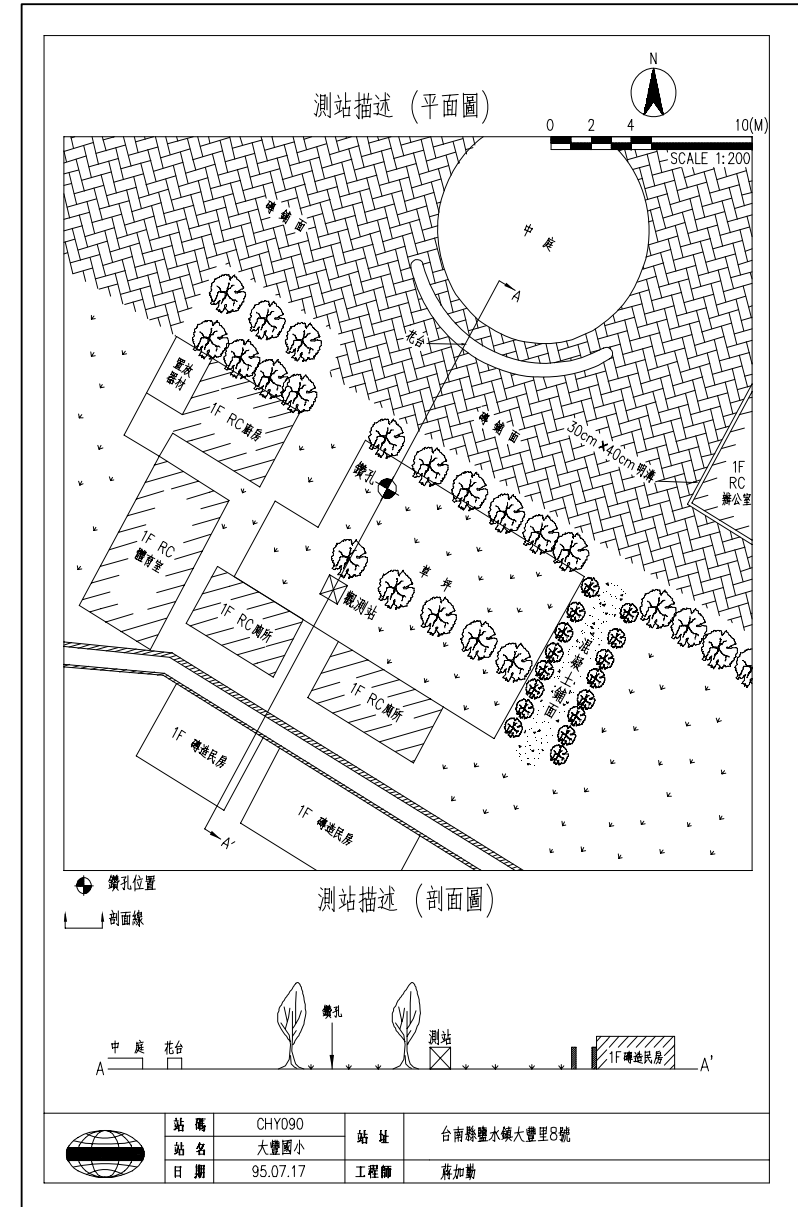 測站描述 (平面圖)
N
0 2 4 10(M)
SCALE 1:200
磚鋪面
中庭
A
花台
置放
器材
1F RC廚房
磚鋪面
30cm X40cm明溝
1F
RC
辦公室
鑽孔
1F RC
體育室
草坪
觀測站
1F RC廁所
混凝土鋪面
1F RC廁所
1F 磚造民房
1F 磚造民房
A'
鑽孔位置
剖面線
測站描述 (剖面圖)
鑽孔
中庭 花台 測站
A 1F磚造民房 A'
站碼 CHY090
站名 大豐國小
日期 95.07.17
站址 台南縣鹽水鎮大豐里8號
工程師 蔣加勤